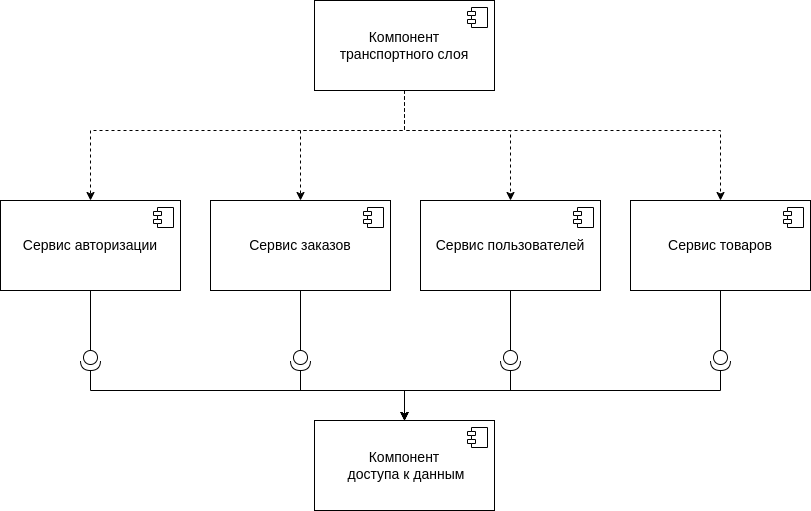 Компонент
транспортного слоя
Сервис авторизации
Сервис заказов
Сервис пользователей
Сервис товаров
Компонент
доступа к данным